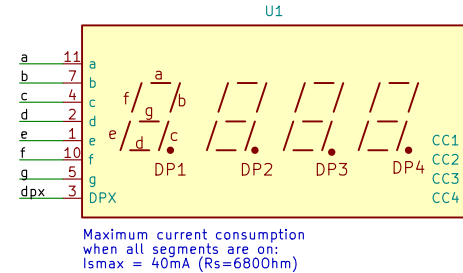 U1
a 11 a
b 7 b
c 4 c
d 2 d
e 1 e
f 10 f
g 5 g
dpx 3 DPX
a
f b
g
e c
d
DP1 DP2 DP3 DP4
CC1
CC2
CC3
CC4
Maximum current consumption
when all segments are on:
Ismax = 40mA (Rs=680Ohm)